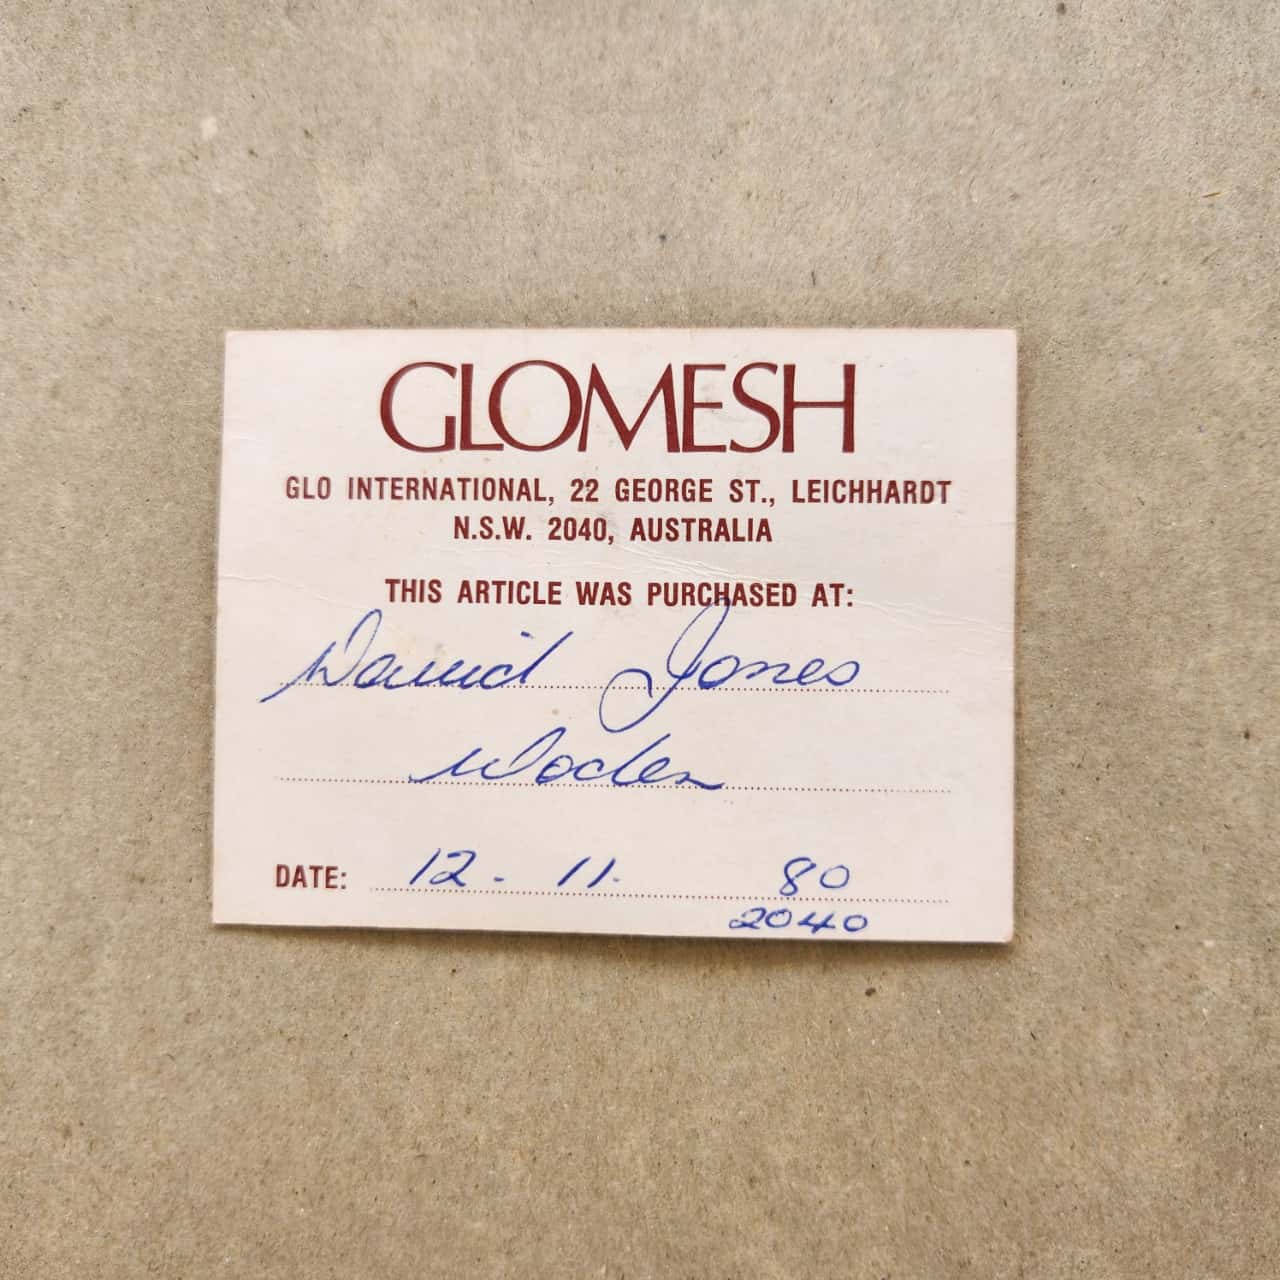 GLOMESH
GLO INTERNATIONAL, 22 GEORGE ST., LEICHHARDT
N.S.W. 2040, AUSTRALIA
THIS ARTICLE WAS PURCHASED AT:
David Jones
Woden
DATE: 12 . 11. 80
2040